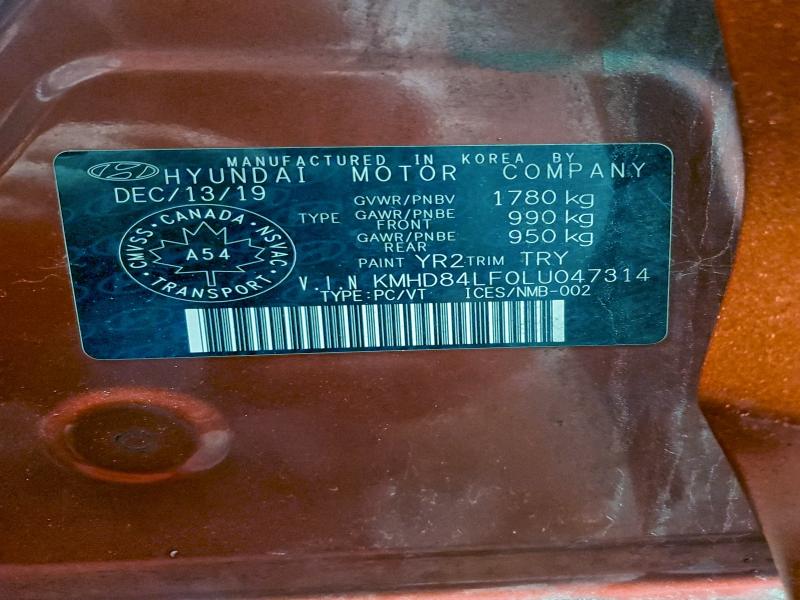 MANUFACTURED IN KOREA BY
HYUNDAI MOTOR COMPANY
DEC/13/19
CMVSS · CANADA · NSVAC
A54
· TRANSPORT ·
TYPE
GVWR/PNBV 1780 kg
GAWR/PNBE FRONT 990 kg
GAWR/PNBE REAR 950 kg
PAINT YR2 TRIM TRY
V.I.N KMHD84LF0LU047314
TYPE:PC/VT ICES/NMB-002